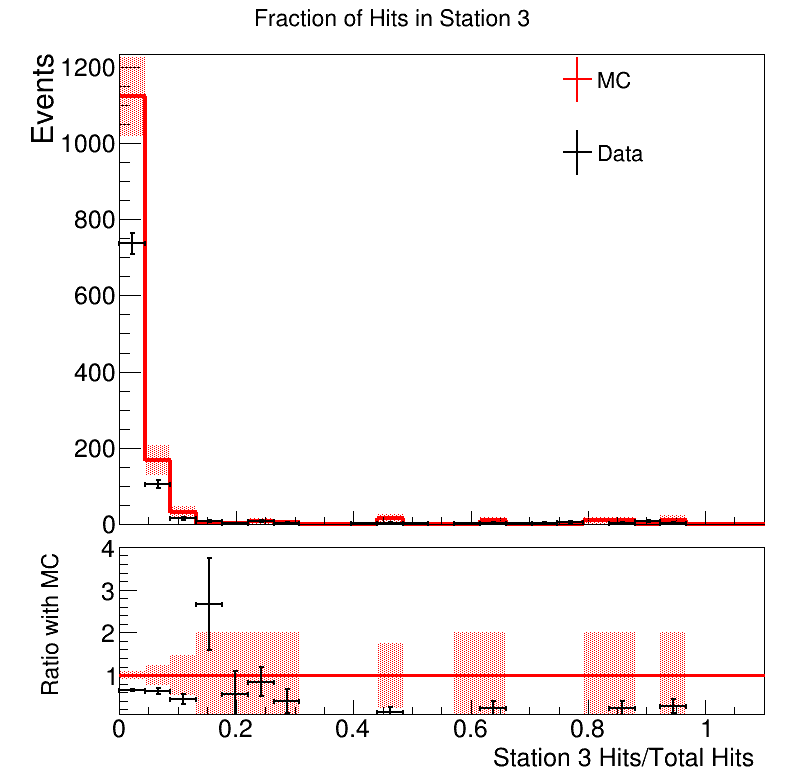 Fraction of Hits in Station 3
Events
1200
1000
800
600
400
200
0
MC
Data
Ratio with MC
4
3
2
1
0
0.2
0.4
0.6
0.8
1
Station 3 Hits/Total Hits